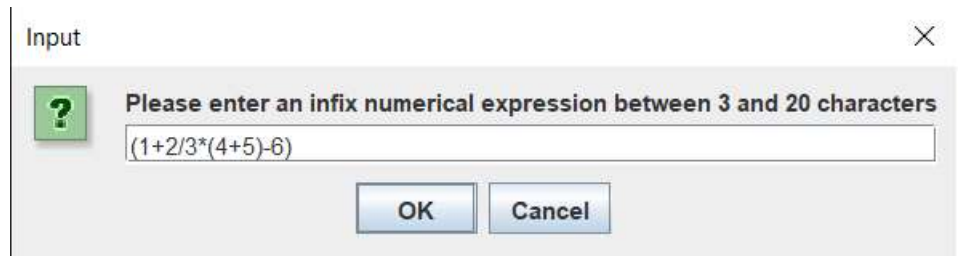 Input
?
Please enter an infix numerical expression between 3 and 20 characters
(1+2/3*(4+5)-6)
OK Cancel